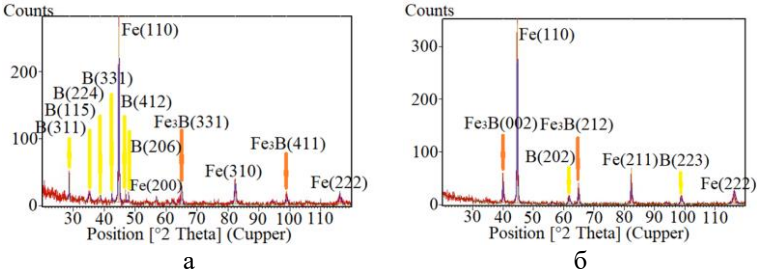 Counts
Fe(110)
200
B(331)
B(224)
B(115)
B(412)
Fe₃B(331)
100
B(311)
B(206)
Fe₃B(411)
Fe(310)
Fe(200)
Fe(222)
0
30 40 50 60 70 80 90 100 110
Position [°2 Theta] (Cupper)
а
Counts
300
Fe(110)
200
Fe₃B(002)
Fe₃B(212)
100
B(202)
Fe(211)
B(223)
Fe(222)
0
30 40 50 60 70 80 90 100 110
Position [°2 Theta] (Cupper)
б